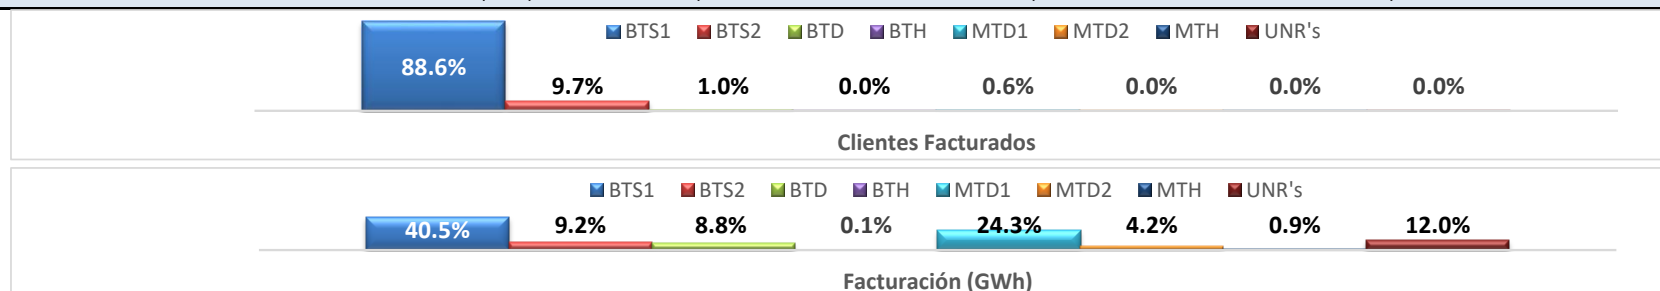 BTS1 BTS2 BTD BTH MTD1 MTD2 MTH UNR's
88.6% 9.7% 1.0% 0.0% 0.6% 0.0% 0.0% 0.0%
Clientes Facturados
BTS1 BTS2 BTD BTH MTD1 MTD2 MTH UNR's
40.5% 9.2% 8.8% 0.1% 24.3% 4.2% 0.9% 12.0%
Facturación (GWh)